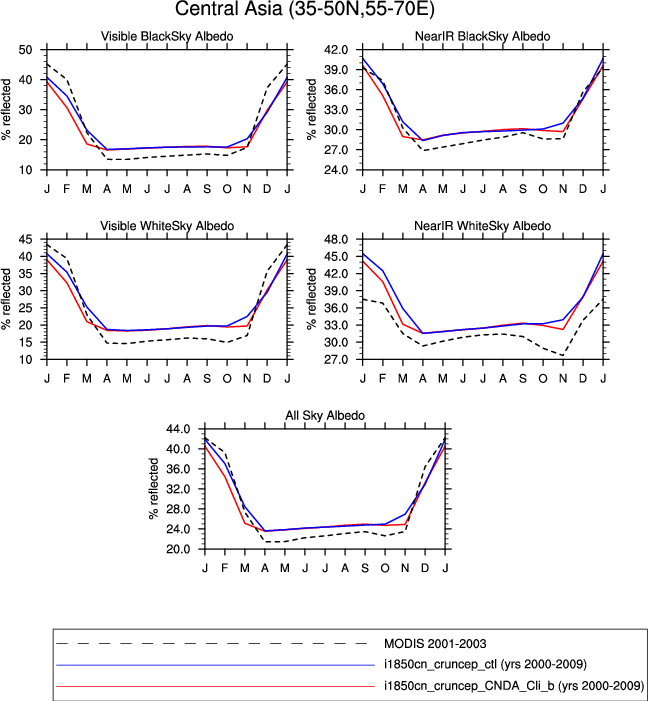 Central Asia (35-50N,55-70E)
Visible BlackSky Albedo
% reflected
50
40
30
20
10
J F M A M J J A S O N D J
NearIR BlackSky Albedo
42.0
39.0
36.0
33.0
30.0
27.0
24.0
J F M A M J J A S O N D J
Visible WhiteSky Albedo
% reflected
45
40
35
30
25
20
15
10
J F M A M J J A S O N D J
NearIR WhiteSky Albedo
48.0
45.0
42.0
39.0
36.0
33.0
30.0
27.0
J F M A M J J A S O N D J
All Sky Albedo
% reflected
44.0
40.0
36.0
32.0
28.0
24.0
20.0
J F M A M J J A S O N D J
MODIS 2001-2003
i1850cn_cruncep_ctl (yrs 2000-2009)
i1850cn_cruncep_CNDA_Cli_b (yrs 2000-2009)